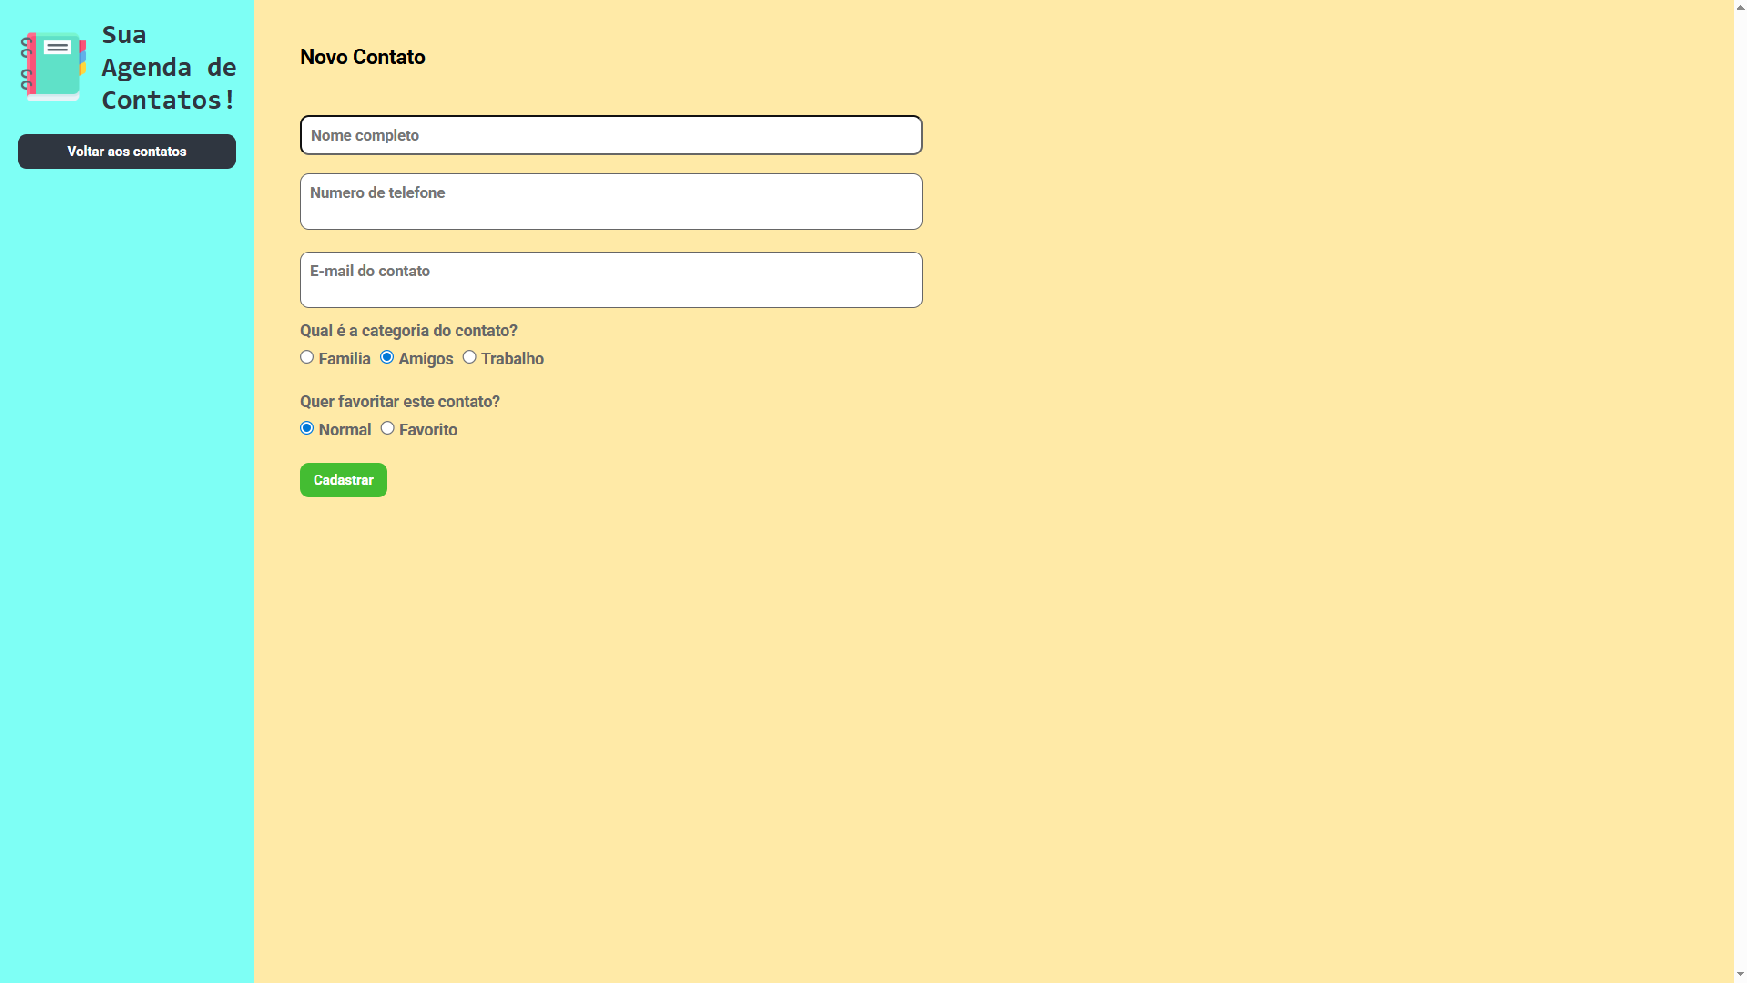 Sua
Agenda de
Contatos!
Voltar aos contatos
Novo Contato
Nome completo
Numero de telefone
E-mail do contato
Qual é a categoria do contato?
Familia Amigos Trabalho
Quer favoritar este contato?
Normal Favorito
Cadastrar